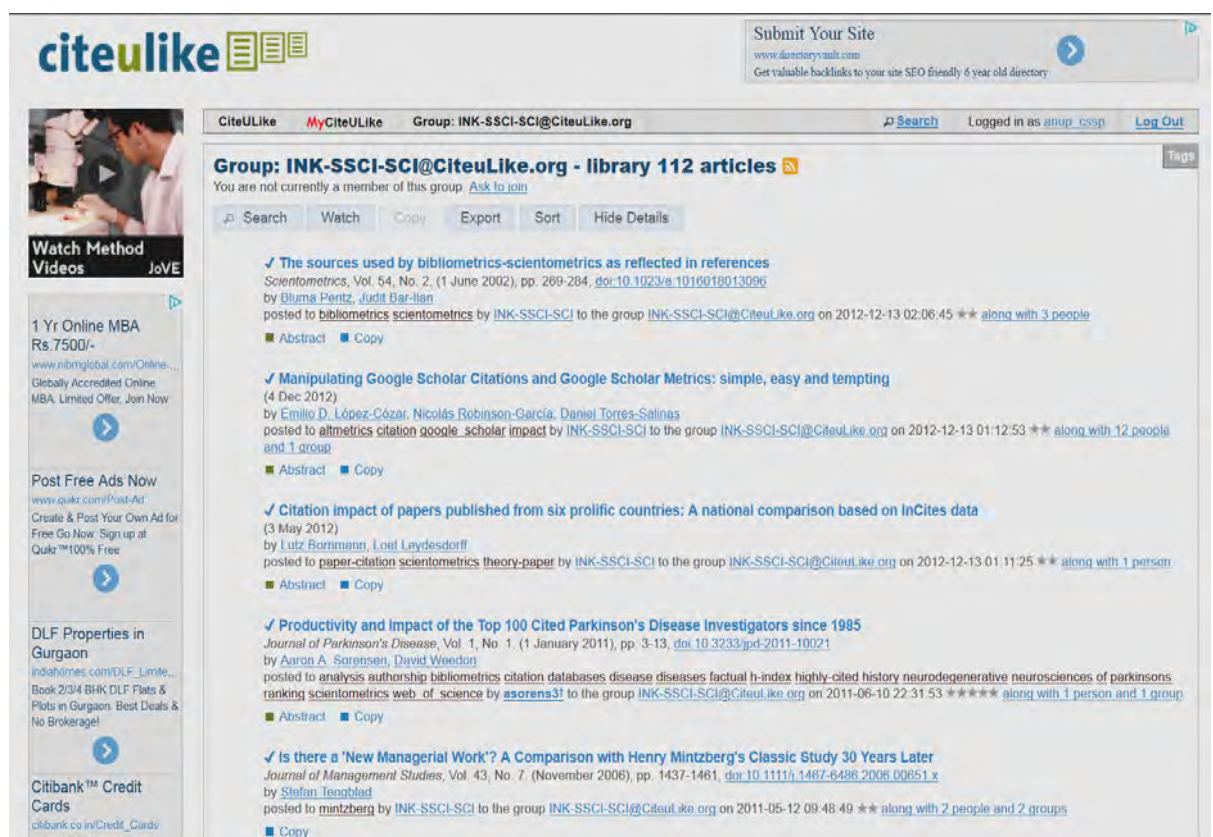 citeulike
Submit Your Site
www.directoryvault.com
Get valuable backlinks to your site SEO friendly 6 year old directory
CiteULike MyCiteULike Group: INK-SSCI-SCI@CiteuLike.org Search Logged in as anup_cssp Log Out
Watch Method
Videos JoVE
Group: INK-SSCI-SCI@CiteuLike.org - library 112 articles
Tags
You are not currently a member of this group. Ask to join
Search Watch Copy Export Sort Hide Details
✓ The sources used by bibliometrics-scientometrics as reflected in references
Scientometrics, Vol. 54, No. 2. (1 June 2002), pp. 269-284, doi:10.1023/a:1016018013096
by Bluma Peritz, Judit Bar-Ilan
posted to bibliometrics scientometrics by INK-SSCI-SCI to the group INK-SSCI-SCI@CiteuLike.org on 2012-12-13 02:06:45 ★★ along with 3 people
Abstract Copy
✓ Manipulating Google Scholar Citations and Google Scholar Metrics: simple, easy and tempting
(4 Dec 2012)
by Emilio D. López-Cózar, Nicolás Robinson-García, Daniel Torres-Salinas
posted to altmetrics citation google_scholar impact by INK-SSCI-SCI to the group INK-SSCI-SCI@CiteuLike.org on 2012-12-13 01:12:53 ★★ along with 12 people
and 1 group
Abstract Copy
✓ Citation impact of papers published from six prolific countries: A national comparison based on InCites data
(3 May 2012)
by Lutz Bornmann, Loet Leydesdorff
posted to paper-citation scientometrics theory-paper by INK-SSCI-SCI to the group INK-SSCI-SCI@CiteuLike.org on 2012-12-13 01:11:25 ★★ along with 1 person
Abstract Copy
✓ Productivity and Impact of the Top 100 Cited Parkinson's Disease Investigators since 1985
Journal of Parkinson's Disease, Vol. 1, No. 1. (1 January 2011), pp. 3-13, doi:10.3233/jpd-2011-10021
by Aaron A. Sorensen, David Weedon
posted to analysis authorship bibliometrics citation databases disease diseases factual h-index highly-cited history neurodegenerative neurosciences of parkinsons
ranking scientometrics web_of_science by asorens3! to the group INK-SSCI-SCI@CiteuLike.org on 2011-06-10 22:31:53 ★★★★★ along with 1 person and 1 group
Abstract Copy
✓ Is there a 'New Managerial Work'? A Comparison with Henry Mintzberg's Classic Study 30 Years Later
Journal of Management Studies, Vol. 43, No. 7. (November 2006), pp. 1437-1461, doi:10.1111/j.1467-6486.2006.00651.x
by Stefan Tengblad
posted to mintzberg by INK-SSCI-SCI to the group INK-SSCI-SCI@CiteuLike.org on 2011-05-12 09:48:49 ★★ along with 2 people and 2 groups
Copy
1 Yr Online MBA
Rs.7500/-
www.nibmglobal.com/Online-...
Globally Accredited Online
MBA. Limited Offer. Join Now
Post Free Ads Now
www.quikr.com/Post-Ad
Create & Post Your Own Ad for
Free Go Now. Sign up at
Quikr™100% Free
DLF Properties in
Gurgaon
indiahomes.com/DLF_Limite...
Book 2/3/4 BHK DLF Flats &
Plots in Gurgaon. Best Deals &
No Brokerage!
Citibank™ Credit
Cards
citibank.co.in/Credit_Cards